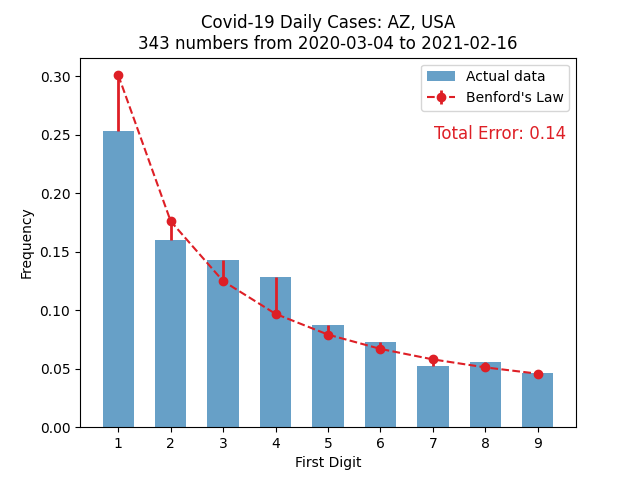 Covid-19 Daily Cases: AZ, USA
343 numbers from 2020-03-04 to 2021-02-16
Actual data
Benford's Law
Total Error: 0.14
Frequency
0.30
0.25
0.20
0.15
0.10
0.05
0.00
1 2 3 4 5 6 7 8 9
First Digit